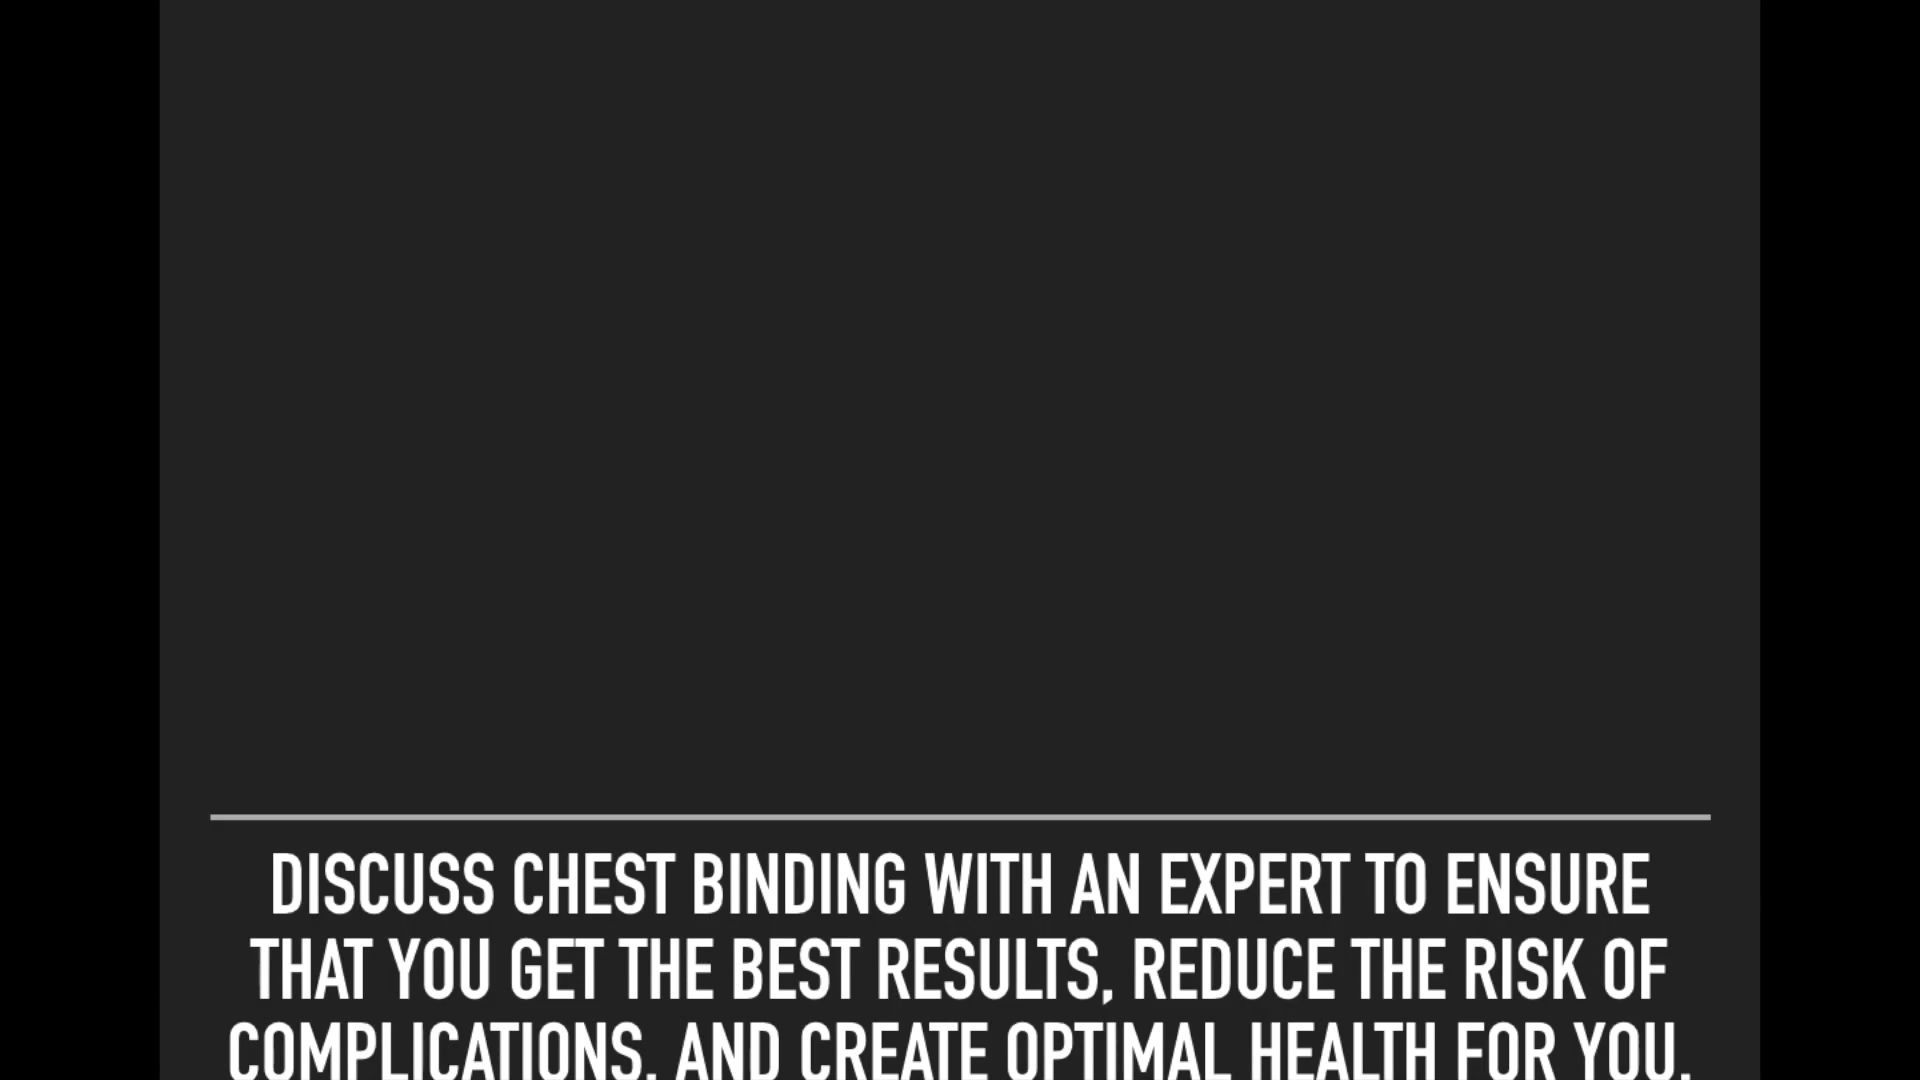 DISCUSS CHEST BINDING WITH AN EXPERT TO ENSURE
THAT YOU GET THE BEST RESULTS, REDUCE THE RISK OF
COMPLICATIONS, AND CREATE OPTIMAL HEALTH FOR YOU.